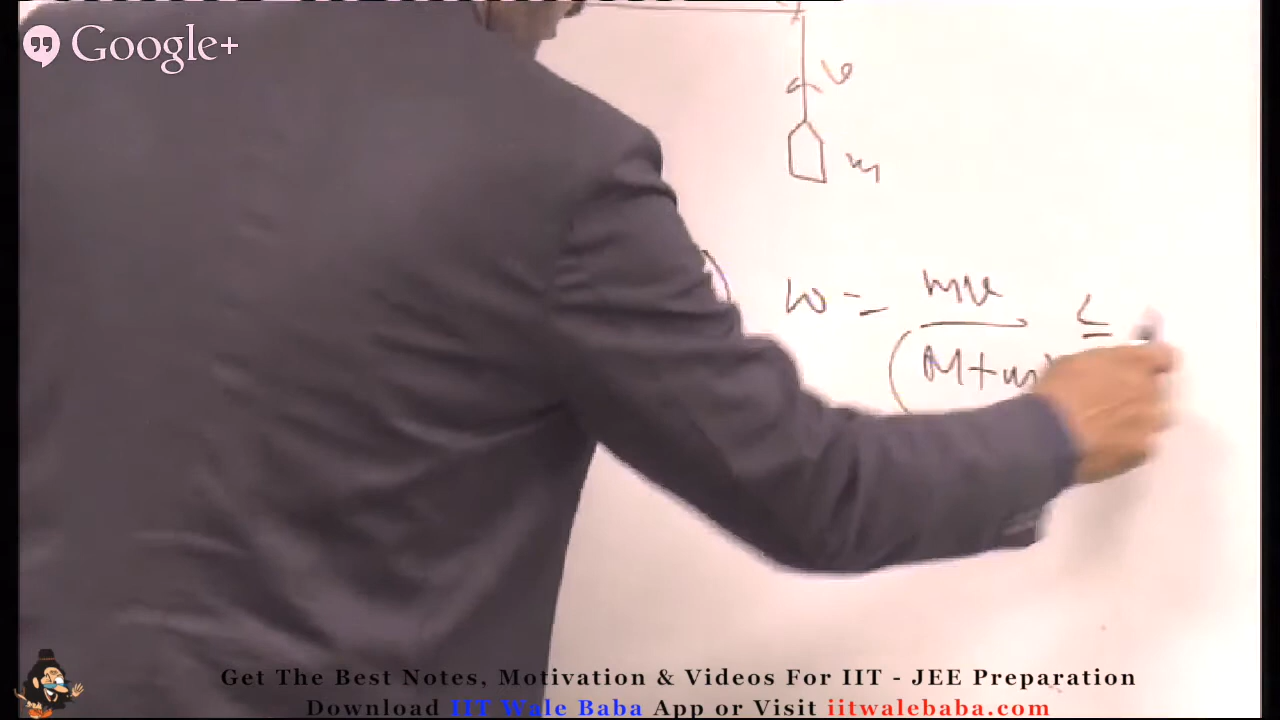 Google+
v
m
ω = mv ≤
(M+m)
Get The Best Notes, Motivation & Videos For IIT - JEE Preparation
Download IIT Wale Baba App or Visit iitwalebaba.com